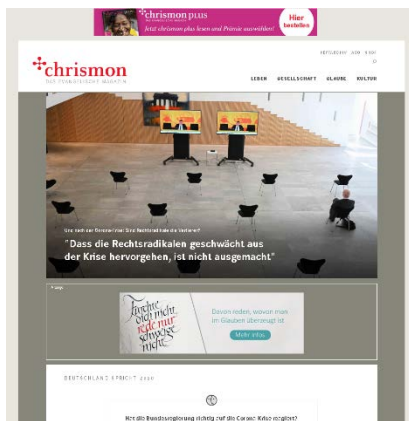 chrismon plus
Jetzt chrismon plus lesen und Prämie auswählen!
Hier
bestellen
chrismon
DAS EVANGELISCHE MAGAZIN
LEBEN GESELLSCHAFT GLAUBE KULTUR
"Dass die Rechtsradikalen geschwächt aus
der Krise hervorgehen, ist nicht ausgemacht"
Fürchte
dich nicht,
rede nur,
schweige
nicht!
Davon reden, wovon man
im Glauben überzeugt ist
Mehr Infos
DEUTSCHLAND SPRICHT 2020
Hat die Bundesregierung richtig auf die Corona-Krise reagiert?